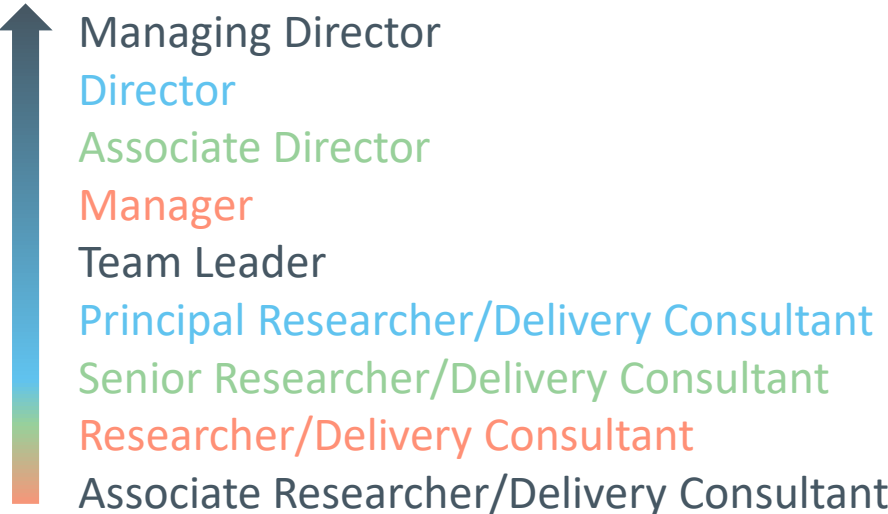 Managing Director
Director
Associate Director
Manager
Team Leader
Principal Researcher/Delivery Consultant
Senior Researcher/Delivery Consultant
Researcher/Delivery Consultant
Associate Researcher/Delivery Consultant